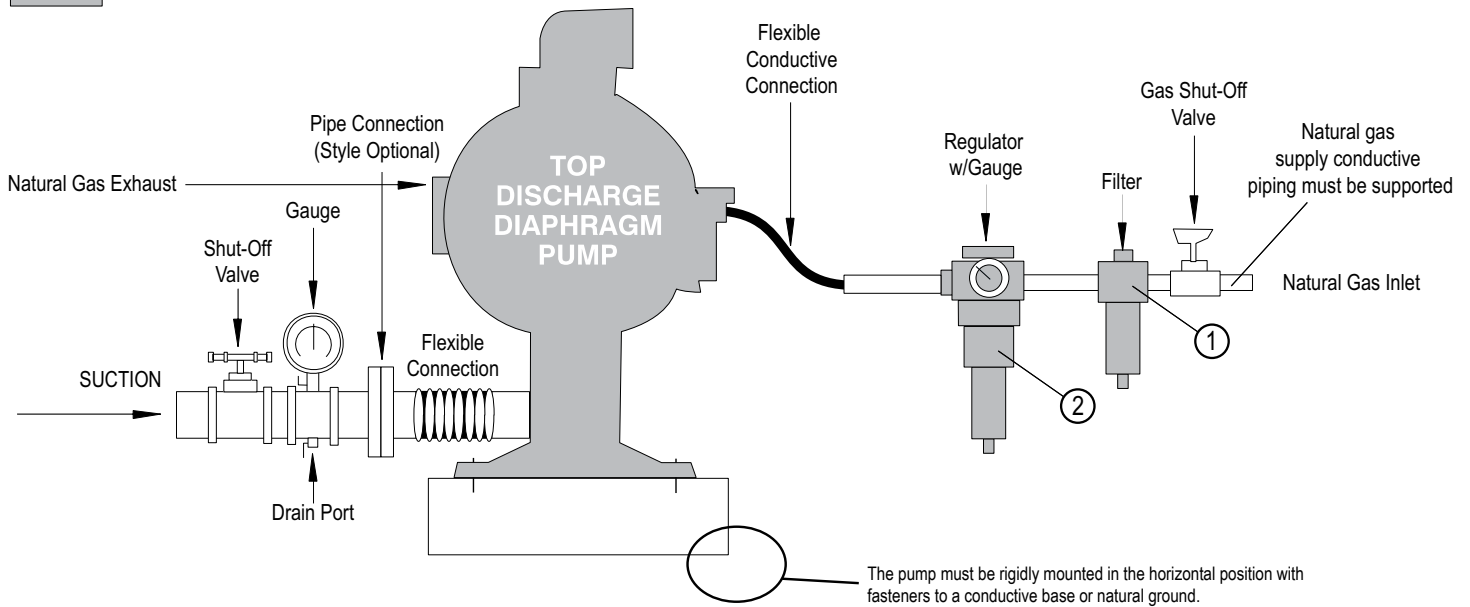 Flexible
Conductive
Connection
Gas Shut-Off
Valve
Pipe Connection
(Style Optional)
Natural gas
supply conductive
piping must be supported
Regulator
w/Gauge
Filter
Natural Gas Exhaust
TOP
DISCHARGE
DIAPHRAGM
PUMP
Gauge
Shut-Off
Valve
Natural Gas Inlet
1
Flexible
Connection
SUCTION
2
Drain Port
The pump must be rigidly mounted in the horizontal position with
fasteners to a conductive base or natural ground.